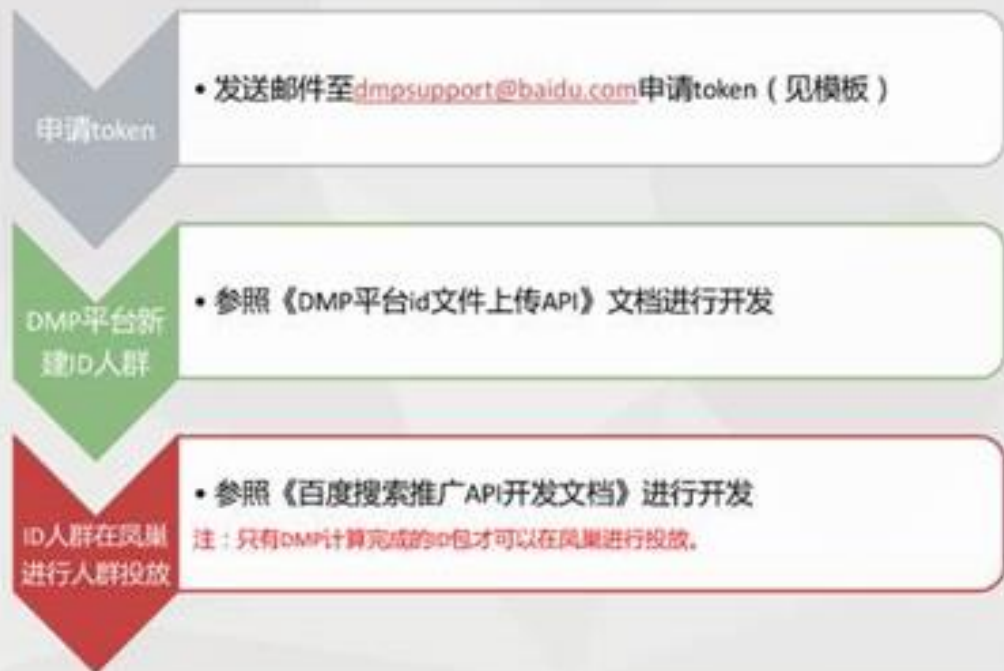 申请token
• 发送邮件至dmpsupport@baidu.com申请token（见模板）
DMP平台新
建ID人群
• 参照《DMP平台id文件上传API》文档进行开发
ID人群在凤巢
进行人群投放
• 参照《百度搜索推广API开发文档》进行开发
注：只有DMP计算完成的ID包才可以在凤巢进行投放。